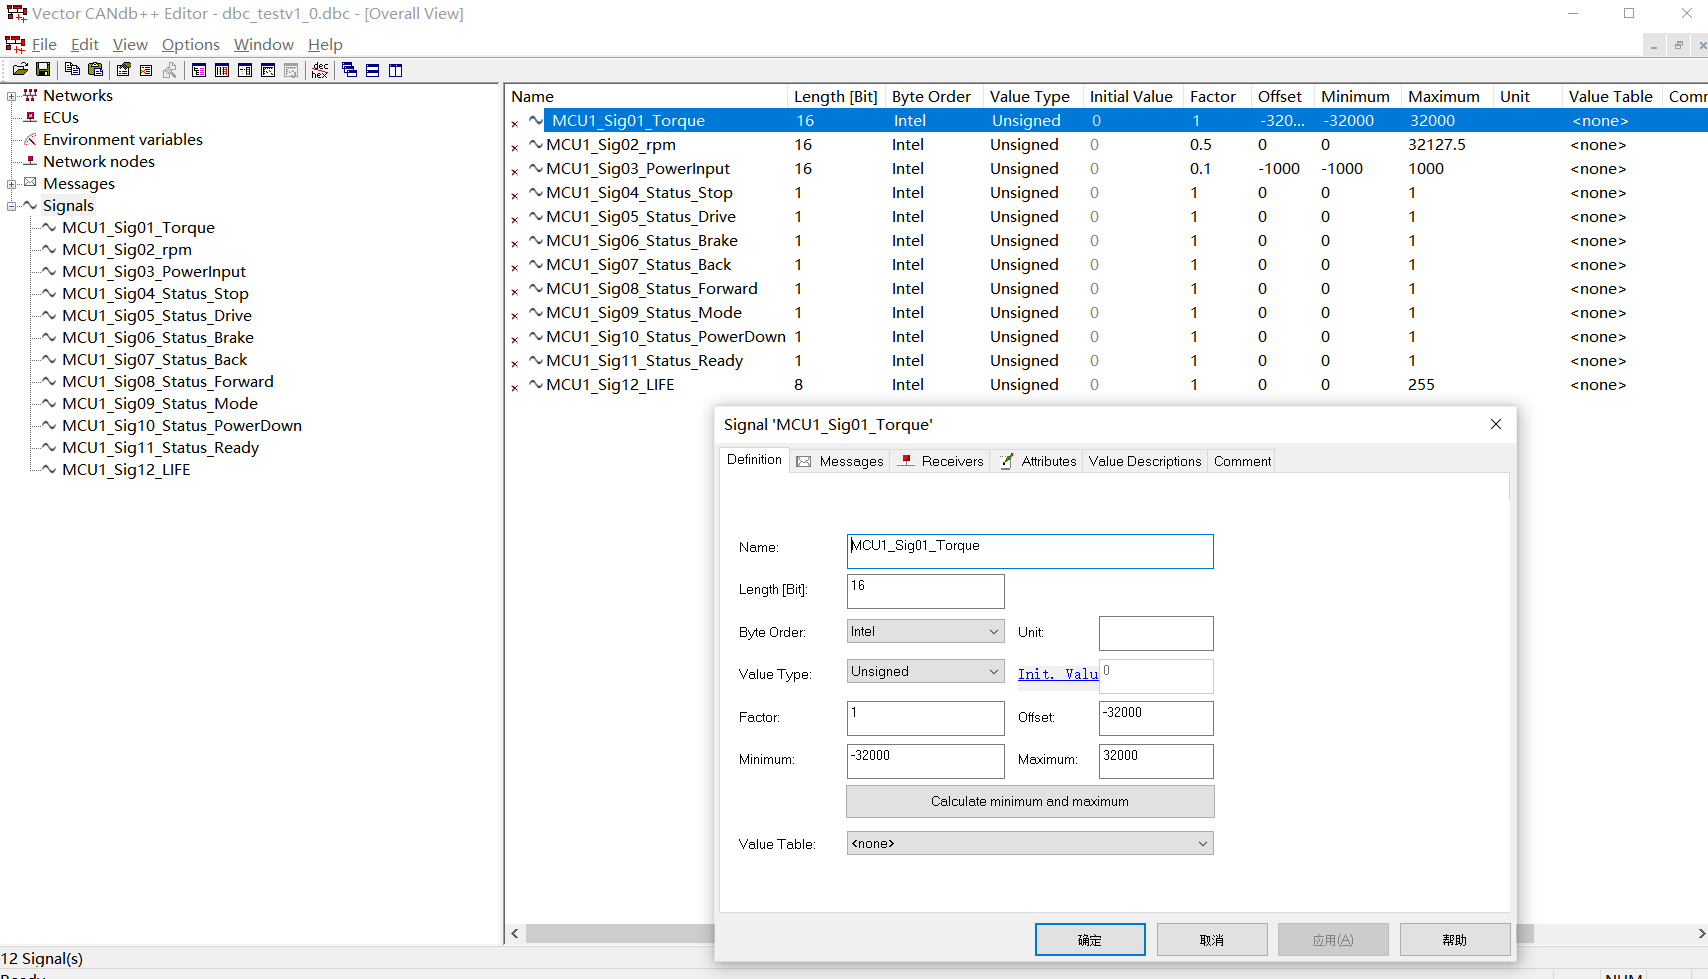 Vector CANdb++ Editor - dbc_testv1_0.dbc - [Overall View]
File Edit View Options Window Help
dec
hex
Networks
ECUs
Environment variables
Network nodes
Messages
Signals
MCU1_Sig01_Torque
MCU1_Sig02_rpm
MCU1_Sig03_PowerInput
MCU1_Sig04_Status_Stop
MCU1_Sig05_Status_Drive
MCU1_Sig06_Status_Brake
MCU1_Sig07_Status_Back
MCU1_Sig08_Status_Forward
MCU1_Sig09_Status_Mode
MCU1_Sig10_Status_PowerDown
MCU1_Sig11_Status_Ready
MCU1_Sig12_LIFE
Name Length [Bit] Byte Order Value Type Initial Value Factor Offset Minimum Maximum Unit Value Table Comm
MCU1_Sig01_Torque 16 Intel Unsigned 0 1 -320... -32000 32000 <none>
MCU1_Sig02_rpm 16 Intel Unsigned 0 0.5 0 0 32127.5 <none>
MCU1_Sig03_PowerInput 16 Intel Unsigned 0 0.1 -1000 -1000 1000 <none>
MCU1_Sig04_Status_Stop 1 Intel Unsigned 0 1 0 0 1 <none>
MCU1_Sig05_Status_Drive 1 Intel Unsigned 0 1 0 0 1 <none>
MCU1_Sig06_Status_Brake 1 Intel Unsigned 0 1 0 0 1 <none>
MCU1_Sig07_Status_Back 1 Intel Unsigned 0 1 0 0 1 <none>
MCU1_Sig08_Status_Forward 1 Intel Unsigned 0 1 0 0 1 <none>
MCU1_Sig09_Status_Mode 1 Intel Unsigned 0 1 0 0 1 <none>
MCU1_Sig10_Status_PowerDown 1 Intel Unsigned 0 1 0 0 1 <none>
MCU1_Sig11_Status_Ready 1 Intel Unsigned 0 1 0 0 1 <none>
MCU1_Sig12_LIFE 8 Intel Unsigned 0 1 0 0 255 <none>
Signal 'MCU1_Sig01_Torque'
Definition Messages Receivers Attributes Value Descriptions Comment
Name: MCU1_Sig01_Torque
Length [Bit]: 16
Byte Order: Intel Unit:
Value Type: Unsigned Init. Valu 0
Factor: 1 Offset: -32000
Minimum: -32000 Maximum: 32000
Calculate minimum and maximum
Value Table: <none>
确定 取消 应用(A) 帮助
12 Signal(s)
Ready NUM